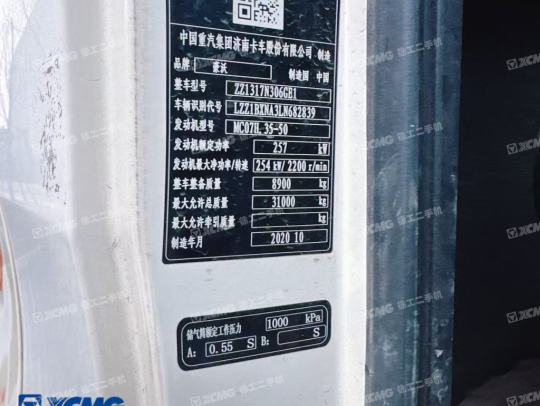 中国重汽集团济南卡车股份有限公司 制造
品牌 豪沃 制造国 中国
整车型号 ZZ1317N306GE1
车辆识别代号 LZZ1BXNA3LN682839
发动机型号 MC07H.35-50
发动机额定功率 257 kW
发动机最大净功率/转速 254 kW/ 2200 r/min
整车整备质量 8900 kg
最大允许总质量 31000 kg
最大允许牵引质量 kg
制造年月 2020 10
储气筒额定工作压力 1000 kPa
A: 0.55 S B: S
XCMG 徐工二手机
XCMG